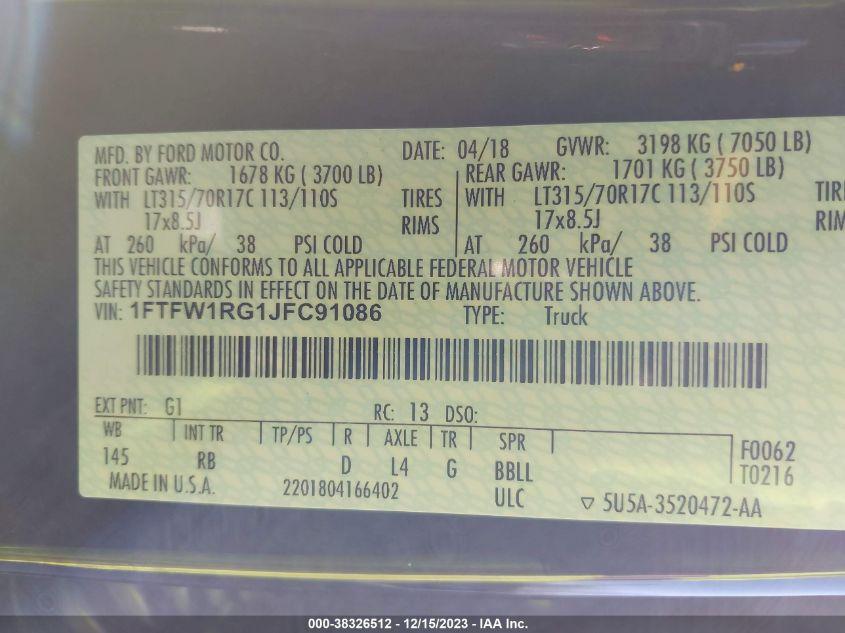 MFD. BY FORD MOTOR CO. DATE: 04/18 GVWR: 3198 KG ( 7050 LB)
FRONT GAWR: 1678 KG ( 3700 LB) REAR GAWR: 1701 KG ( 3750 LB)
WITH LT315/70R17C 113/110S TIRES WITH LT315/70R17C 113/110S
17x8.5J RIMS 17x8.5J
AT 260 kPa/ 38 PSI COLD AT 260 kPa/ 38 PSI COLD
THIS VEHICLE CONFORMS TO ALL APPLICABLE FEDERAL MOTOR VEHICLE
SAFETY STANDARDS IN EFFECT ON THE DATE OF MANUFACTURE SHOWN ABOVE.
VIN: 1FTFW1RG1JFC91086 TYPE: Truck
EXT PNT: G1 RC: 13 DSO:
WB INT TR TP/PS R AXLE TR SPR F0062
145 RB D L4 G BBLL T0216
MADE IN U.S.A. 2201804166402 ULC ▽ 5U5A-3520472-AA
000-38326512 - 12/15/2023 - IAA Inc.